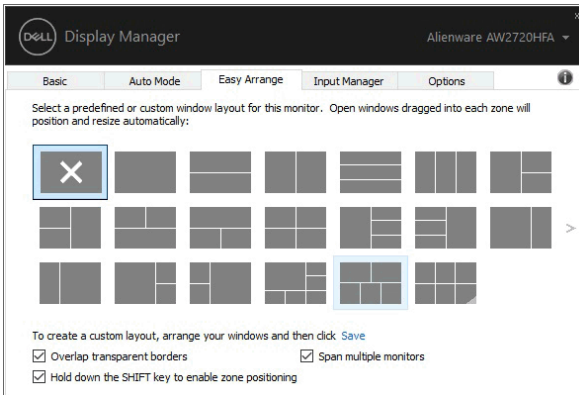 DELL Display Manager
Alienware AW2720HFA
Basic Auto Mode Easy Arrange Input Manager Options
Select a predefined or custom window layout for this monitor. Open windows dragged into each zone will
position and resize automatically:
To create a custom layout, arrange your windows and then click Save
Overlap transparent borders
Span multiple monitors
Hold down the SHIFT key to enable zone positioning